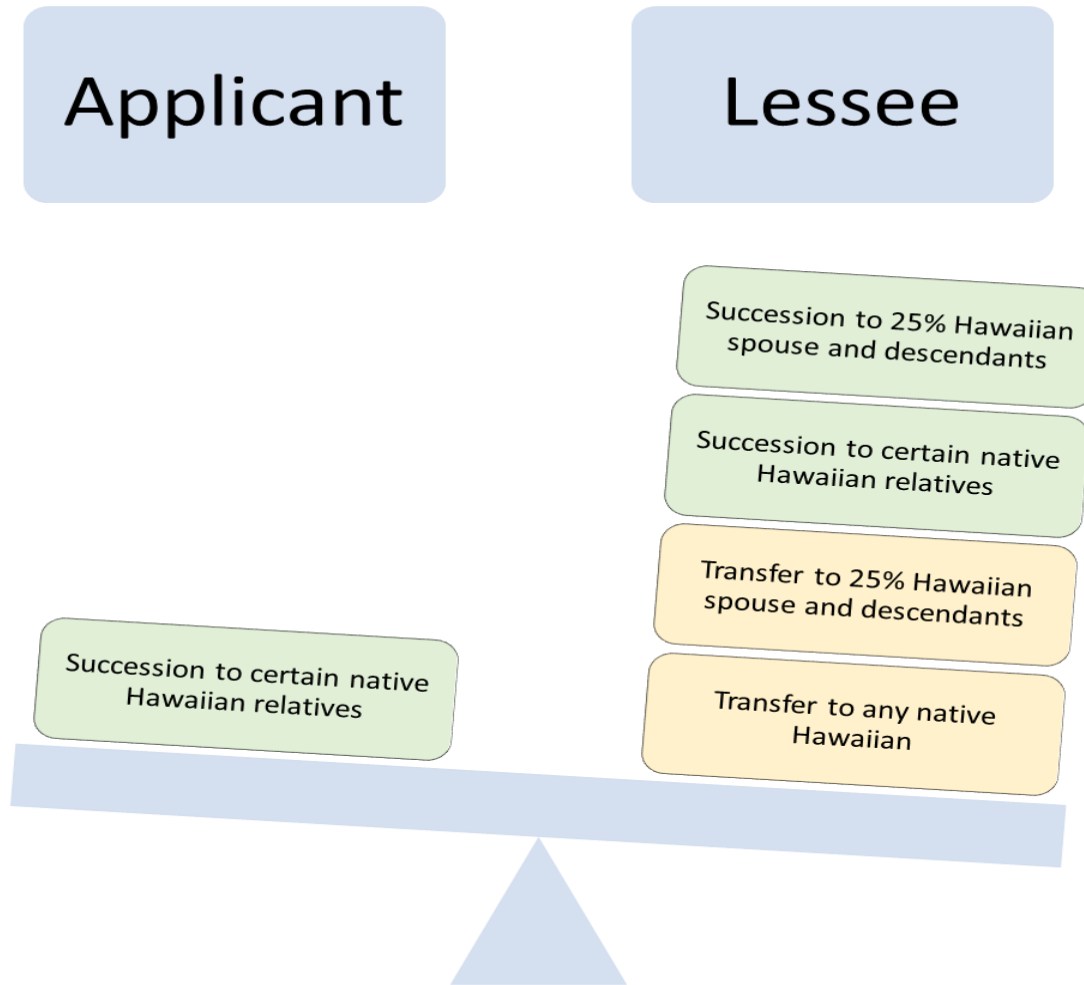 Applicant
Lessee
Succession to 25% Hawaiian
spouse and descendants
Succession to certain native
Hawaiian relatives
Transfer to 25% Hawaiian
spouse and descendants
Transfer to any native
Hawaiian
Succession to certain native
Hawaiian relatives